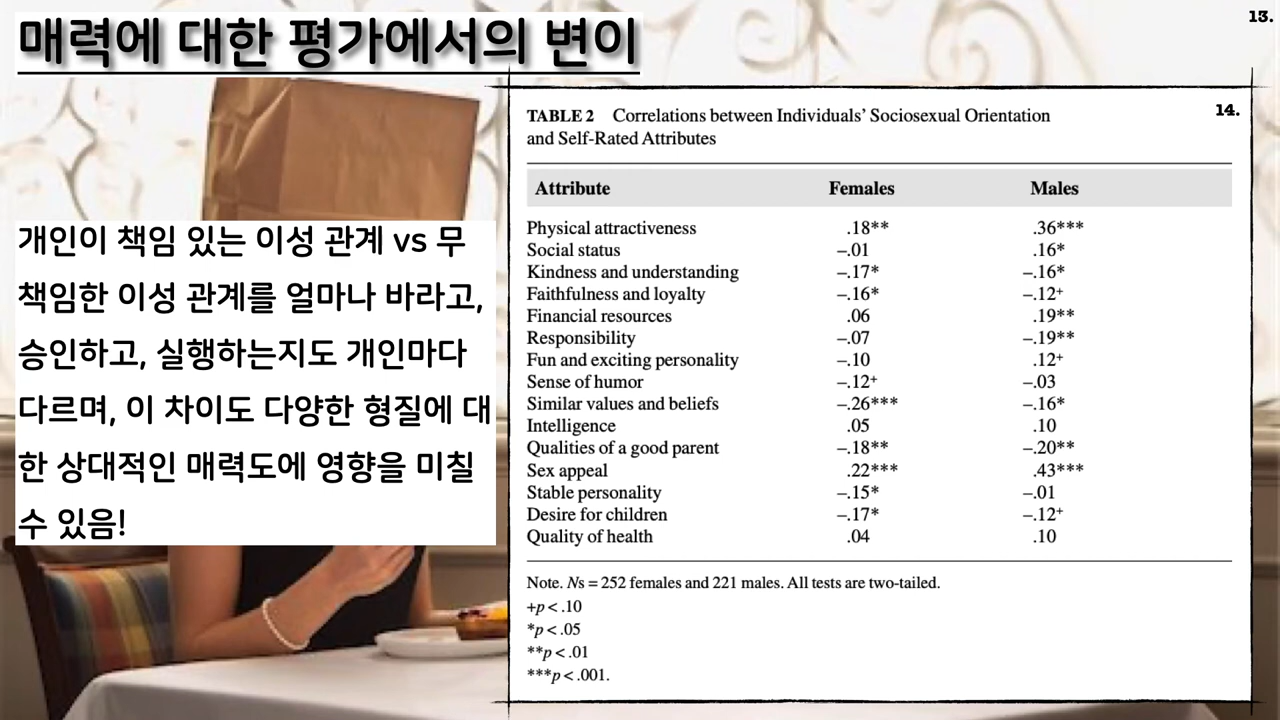 매력에 대한 평가에서의 변이
13.
개인이 책임 있는 이성 관계 vs 무
책임한 이성 관계를 얼마나 바라고,
승인하고, 실행하는지도 개인마다
다르며, 이 차이도 다양한 형질에 대
한 상대적인 매력도에 영향을 미칠
수 있음!
14.
TABLE 2 Correlations between Individuals’ Sociosexual Orientation
and Self-Rated Attributes
Attribute Females Males
Physical attractiveness .18** .36***
Social status –.01 .16*
Kindness and understanding –.17* –.16*
Faithfulness and loyalty –.16* –.12+
Financial resources .06 .19**
Responsibility –.07 –.19**
Fun and exciting personality –.10 .12+
Sense of humor –.12+ –.03
Similar values and beliefs –.26*** –.16*
Intelligence .05 .10
Qualities of a good parent –.18** –.20**
Sex appeal .22*** .43***
Stable personality –.15* –.01
Desire for children –.17* –.12+
Quality of health .04 .10
Note. Ns = 252 females and 221 males. All tests are two-tailed.
+p < .10
*p < .05
**p < .01
***p < .001.